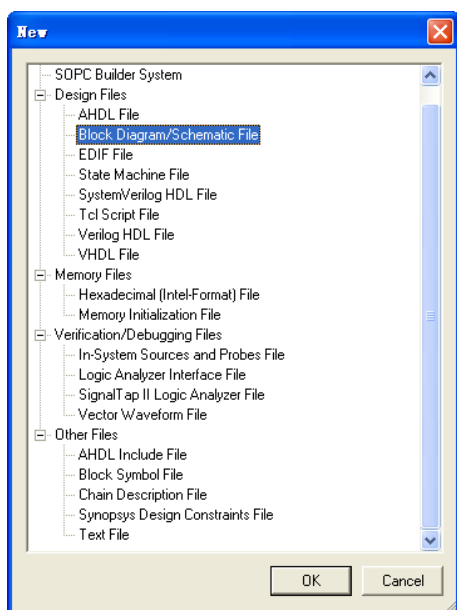 New
SOPC Builder System
Design Files
AHDL File
Block Diagram/Schematic File
EDIF File
State Machine File
SystemVerilog HDL File
Tcl Script File
Verilog HDL File
VHDL File
Memory Files
Hexadecimal (Intel-Format) File
Memory Initialization File
Verification/Debugging Files
In-System Sources and Probes File
Logic Analyzer Interface File
SignalTap II Logic Analyzer File
Vector Waveform File
Other Files
AHDL Include File
Block Symbol File
Chain Description File
Synopsys Design Constraints File
Text File
OK Cancel